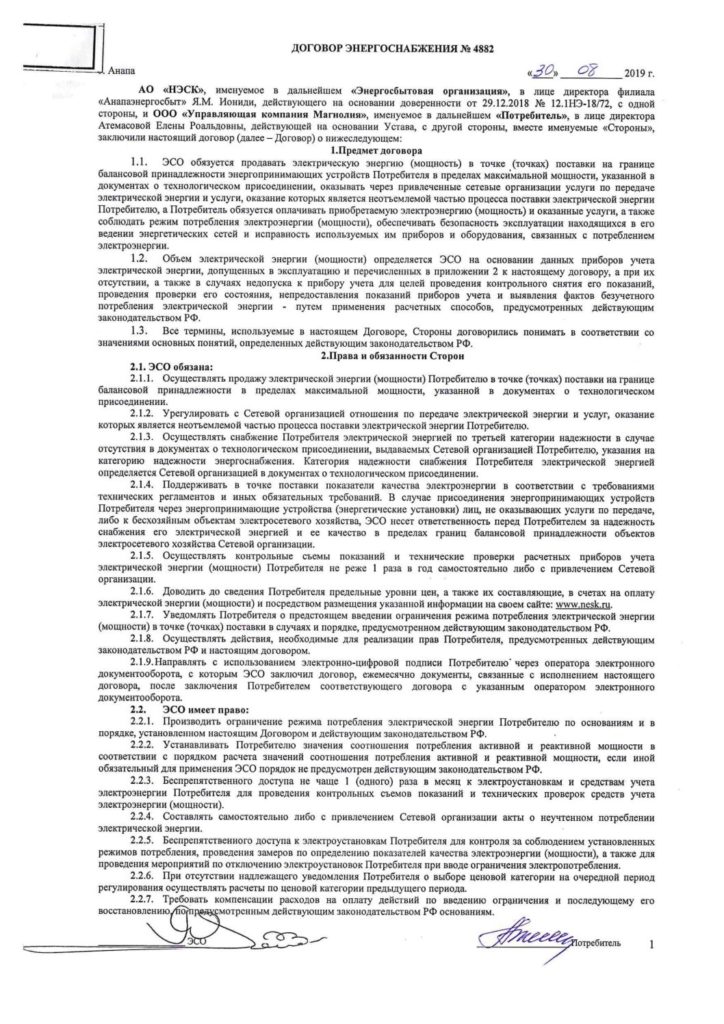 ДОГОВОР ЭНЕРГОСНАБЖЕНИЯ № 4882
г. Анапа «30» 08 2019 г.
АО «НЭСК», именуемое в дальнейшем «Энергосбытовая организация», в лице директора филиала
«Анапаэнергосбыт» Я.М. Иониди, действующего на основании доверенности от 29.12.2018 № 12.1НЭ-18/72, с одной
стороны, и ООО «Управляющая компания Магнолия», именуемое в дальнейшем «Потребитель», в лице директора
Атемасовой Елены Роальдовны, действующей на основании Устава, с другой стороны, вместе именуемые «Стороны»,
заключили настоящий договор (далее – Договор) о нижеследующем:
1.Предмет договора
1.1. ЭСО обязуется продавать электрическую энергию (мощность) в точке (точках) поставки на границе
балансовой принадлежности энергопринимающих устройств Потребителя в пределах максимальной мощности, указанной в
документах о технологическом присоединении, оказывать через привлеченные сетевые организации услуги по передаче
электрической энергии и услуги, оказание которых является неотъемлемой частью процесса поставки электрической энергии
Потребителю, а Потребитель обязуется оплачивать приобретаемую электроэнергию (мощность) и оказанные услуги, а также
соблюдать режим потребления электроэнергии (мощности), обеспечивать безопасность эксплуатации находящихся в его
ведении энергетических сетей и исправность используемых им приборов и оборудования, связанных с потреблением
электроэнергии.
1.2. Объем электрической энергии (мощности) определяется ЭСО на основании данных приборов учета
электрической энергии, допущенных в эксплуатацию и перечисленных в приложении 2 к настоящему договору, а при их
отсутствии, а также в случаях недопуска к прибору учета для целей проведения контрольного снятия его показаний,
проведения проверки его состояния, непредоставления показаний приборов учета и выявления фактов безучетного
потребления электрической энергии - путем применения расчетных способов, предусмотренных действующим
законодательством РФ.
1.3. Все термины, используемые в настоящем Договоре, Стороны договорились понимать в соответствии со
значениями основных понятий, определенных действующим законодательством РФ.
2.Права и обязанности Сторон
2.1. ЭСО обязана:
2.1.1. Осуществлять продажу электрической энергии (мощности) Потребителю в точке (точках) поставки на границе
балансовой принадлежности в пределах максимальной мощности, указанной в документах о технологическом
присоединении.
2.1.2. Урегулировать с Сетевой организацией отношения по передаче электрической энергии и услуг, оказание
которых является неотъемлемой частью процесса поставки электрической энергии Потребителю.
2.1.3. Осуществлять снабжение Потребителя электрической энергией по третьей категории надежности в случае
отсутствия в документах о технологическом присоединении, выдаваемых Сетевой организацией Потребителю, указания на
категорию надежности энергоснабжения. Категория надежности снабжения Потребителя электрической энергией
определяется Сетевой организацией в документах о технологическом присоединении.
2.1.4. Поддерживать в точке поставки показатели качества электроэнергии в соответствии с требованиями
технических регламентов и иных обязательных требований. В случае присоединения энергопринимающих устройств
Потребителя через энергопринимающие устройства (энергетические установки) лиц, не оказывающих услуги по передаче,
либо к бесхозяйным объектам электросетевого хозяйства, ЭСО несет ответственность перед Потребителем за надежность
снабжения его электрической энергией и ее качество в пределах границ балансовой принадлежности объектов
электросетевого хозяйства Сетевой организации.
2.1.5. Осуществлять контрольные съемы показаний и технические проверки расчетных приборов учета
электрической энергии (мощности) Потребителя не реже 1 раза в год самостоятельно либо с привлечением Сетевой
организации.
2.1.6. Доводить до сведения Потребителя предельные уровни цен, а также их составляющие, в счетах на оплату
электрической энергии (мощности) и посредством размещения указанной информации на своем сайте: www.nesk.ru.
2.1.7. Уведомлять Потребителя о предстоящем введении ограничения режима потребления электрической энергии
(мощности) в точке (точках) поставки в случаях и порядке, предусмотренном действующим законодательством РФ.
2.1.8. Осуществлять действия, необходимые для реализации прав Потребителя, предусмотренных действующим
законодательством РФ и настоящим договором.
2.1.9.Направлять с использованием электронно-цифровой подписи Потребителю через оператора электронного
документооборота, с которым ЭСО заключил договор, ежемесячно документы, связанные с исполнением настоящего
договора, после заключения Потребителем соответствующего договора с указанным оператором электронного
документооборота.
2.2. ЭСО имеет право:
2.2.1. Производить ограничение режима потребления электрической энергии Потребителю по основаниям и в
порядке, установленном настоящим Договором и действующим законодательством РФ.
2.2.2. Устанавливать Потребителю значения соотношения потребления активной и реактивной мощности в
соответствии с порядком расчета значений соотношения потребления активной и реактивной мощности, если иной
обязательный для применения ЭСО порядок не предусмотрен действующим законодательством РФ.
2.2.3. Беспрепятственного доступа не чаще 1 (одного) раза в месяц к электроустановкам и средствам учета
электроэнергии Потребителя для проведения контрольных съемов показаний и технических проверок средств учета
электроэнергии (мощности).
2.2.4. Составлять самостоятельно либо с привлечением Сетевой организации акты о неучтенном потреблении
электрической энергии.
2.2.5. Беспрепятственного доступа к электроустановкам Потребителя для контроля за соблюдением установленных
режимов потребления, проведения замеров по определению показателей качества электроэнергии (мощности), а также для
проведения мероприятий по отключению электроустановок Потребителя при вводе ограничения электропотребления.
2.2.6. При отсутствии надлежащего уведомления Потребителя о выборе ценовой категории на очередной период
регулирования осуществлять расчеты по ценовой категории предыдущего периода.
2.2.7. Требовать компенсации расходов на оплату действий по введению ограничения и последующему его
восстановлению, по предусмотренным действующим законодательством РФ основаниям.
ЭСО Потребитель 1